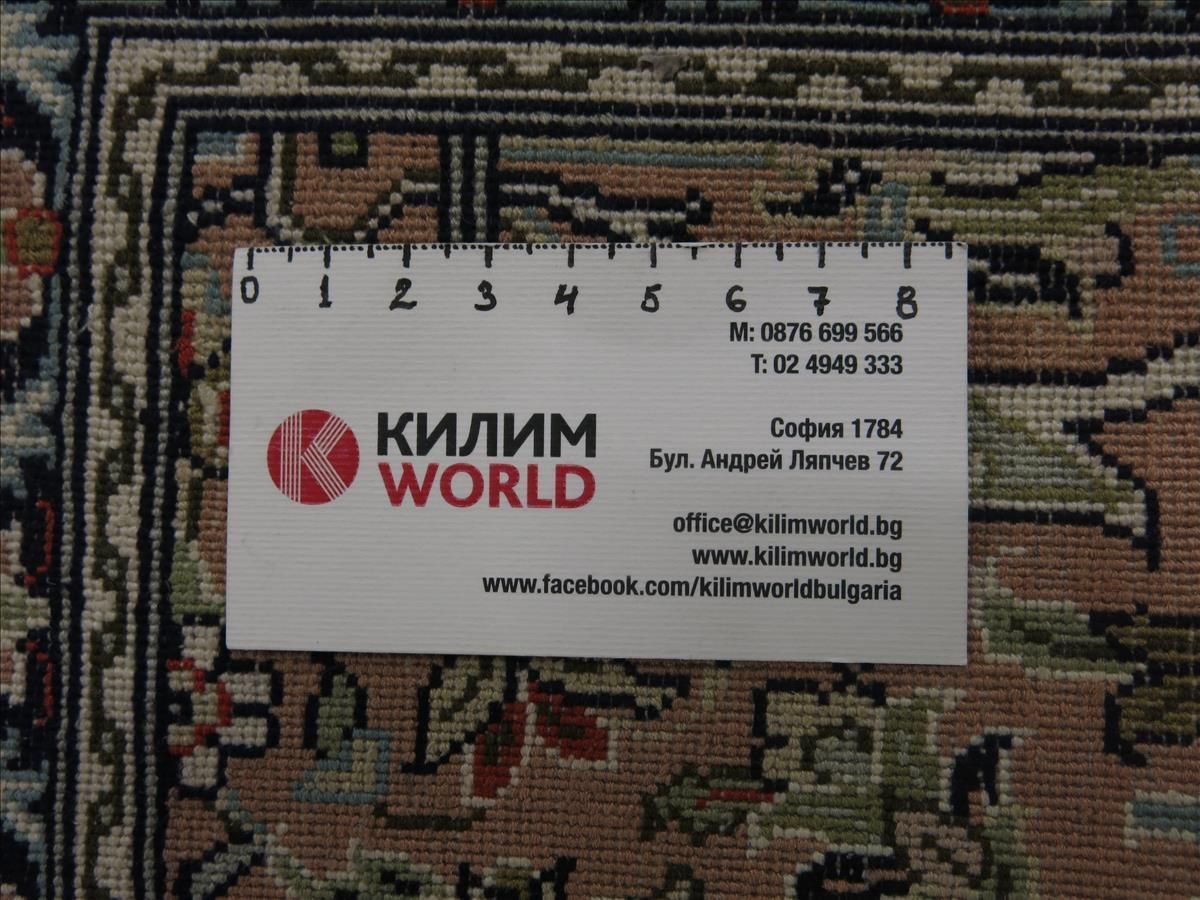 0 1 2 3 4 5 6 7 8
M: 0876 699 566
T: 02 4949 333
КИЛИМ
WORLD
София 1784
Бул. Андрей Ляпчев 72
office@kilimworld.bg
www.kilimworld.bg
www.facebook.com/kilimworldbulgaria